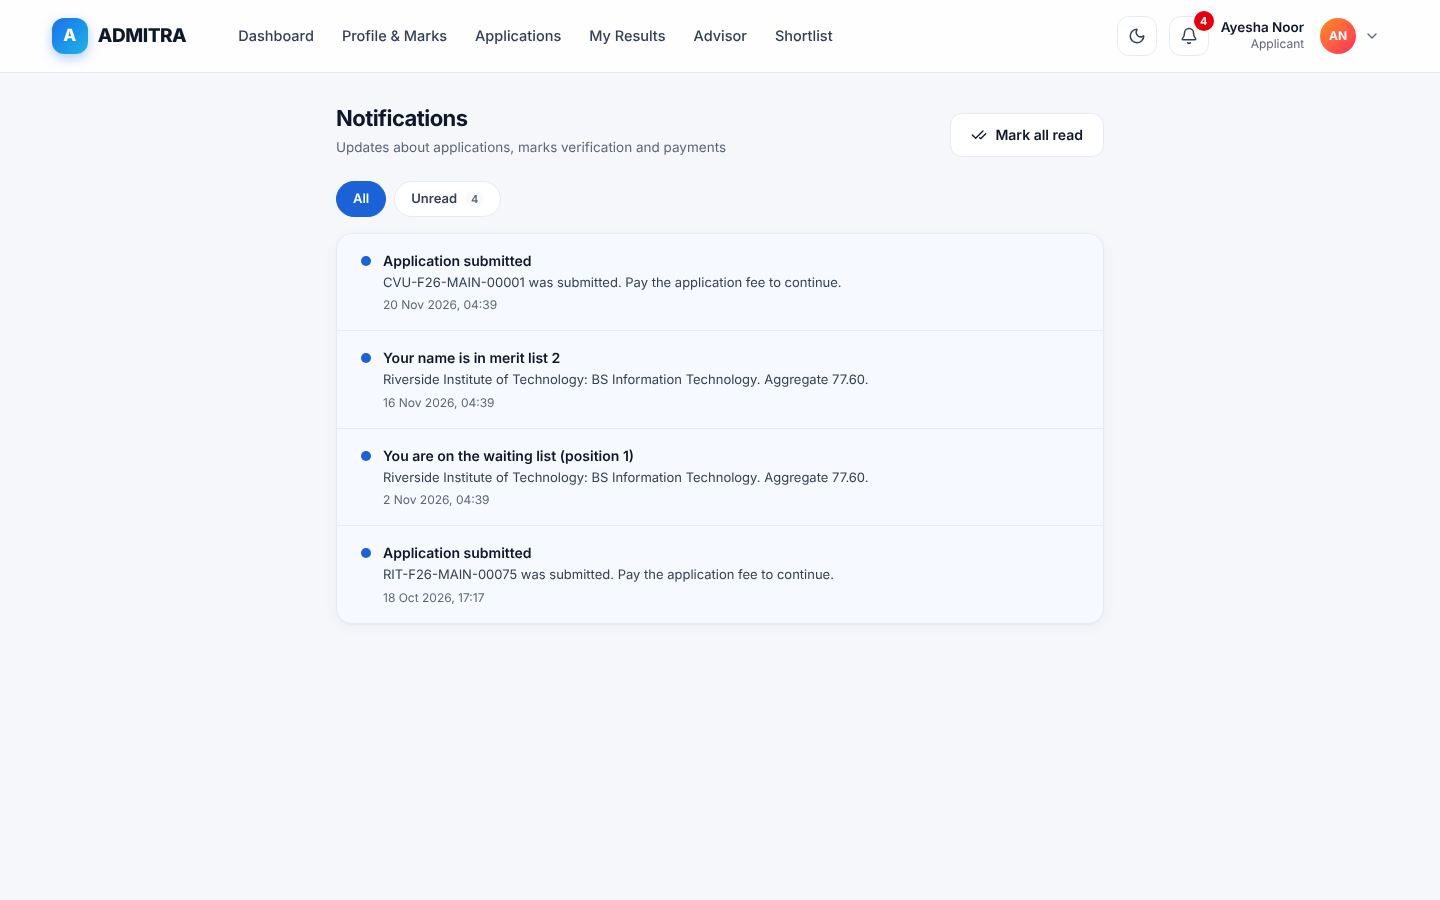 A ADMITRA Dashboard Profile & Marks Applications My Results Advisor Shortlist 4 Ayesha Noor AN
Applicant
Notifications
Updates about applications, marks verification and payments
Mark all read
All Unread 4
Application submitted
CVU-F26-MAIN-00001 was submitted. Pay the application fee to continue.
20 Nov 2026, 04:39
Your name is in merit list 2
Riverside Institute of Technology: BS Information Technology. Aggregate 77.60.
16 Nov 2026, 04:39
You are on the waiting list (position 1)
Riverside Institute of Technology: BS Information Technology. Aggregate 77.60.
2 Nov 2026, 04:39
Application submitted
RIT-F26-MAIN-00075 was submitted. Pay the application fee to continue.
18 Oct 2026, 17:17